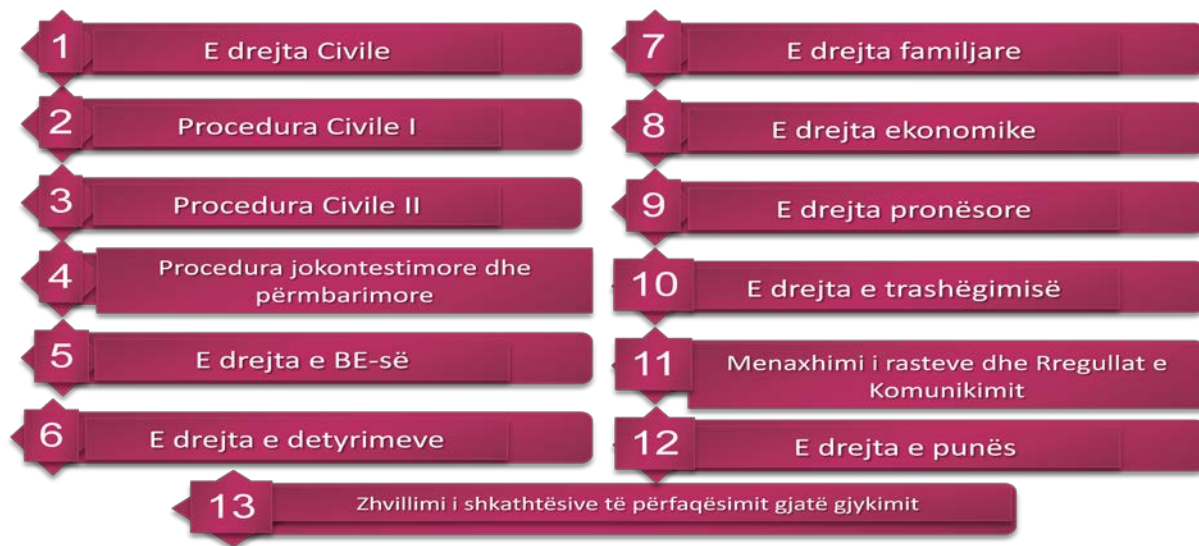 1 E drejta Civile
2 Procedura Civile I
3 Procedura Civile II
4 Procedura jokontestimore dhe
përmbarimore
5 E drejta e BE-së
6 E drejta e detyrimeve
7 E drejta familjare
8 E drejta ekonomike
9 E drejta pronësore
10 E drejta e trashëgimisë
11 Menaxhimi i rasteve dhe Rregullat e
Komunikimit
12 E drejta e punës
13 Zhvillimi i shkathtësive të përfaqësimit gjatë gjykimit